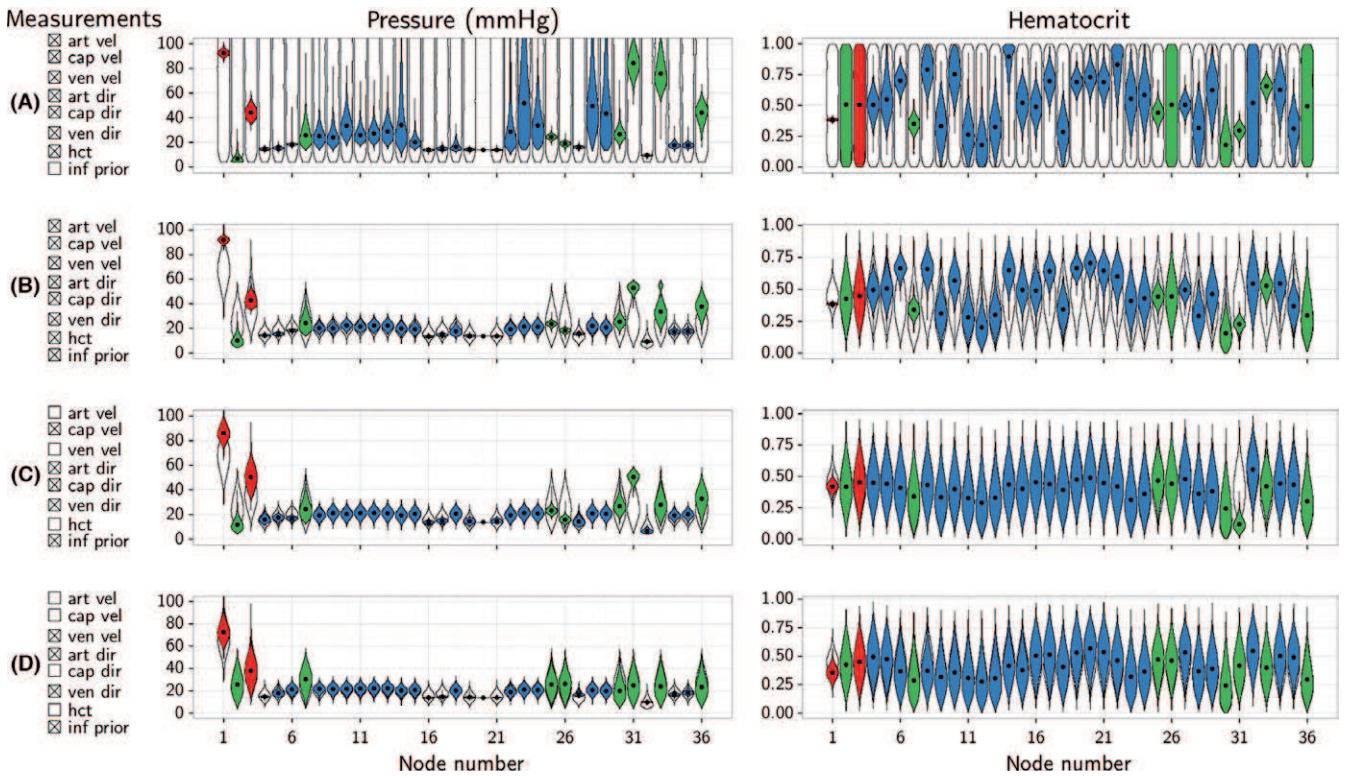 Measurements Pressure (mmHg) Hematocrit
(A)
art vel
cap vel
ven vel
art dir
cap dir
ven dir
hct
inf prior
100
80
60
40
20
0
1.00
0.75
0.50
0.25
0.00
(B)
art vel
cap vel
ven vel
art dir
cap dir
ven dir
hct
inf prior
100
80
60
40
20
0
1.00
0.75
0.50
0.25
0.00
(C)
art vel
cap vel
ven vel
art dir
cap dir
ven dir
hct
inf prior
100
80
60
40
20
0
1.00
0.75
0.50
0.25
0.00
(D)
art vel
cap vel
ven vel
art dir
cap dir
ven dir
hct
inf prior
100
80
60
40
20
0
1.00
0.75
0.50
0.25
0.00
1 6 11 16 21 26 31 36
1 6 11 16 21 26 31 36
Node number Node number